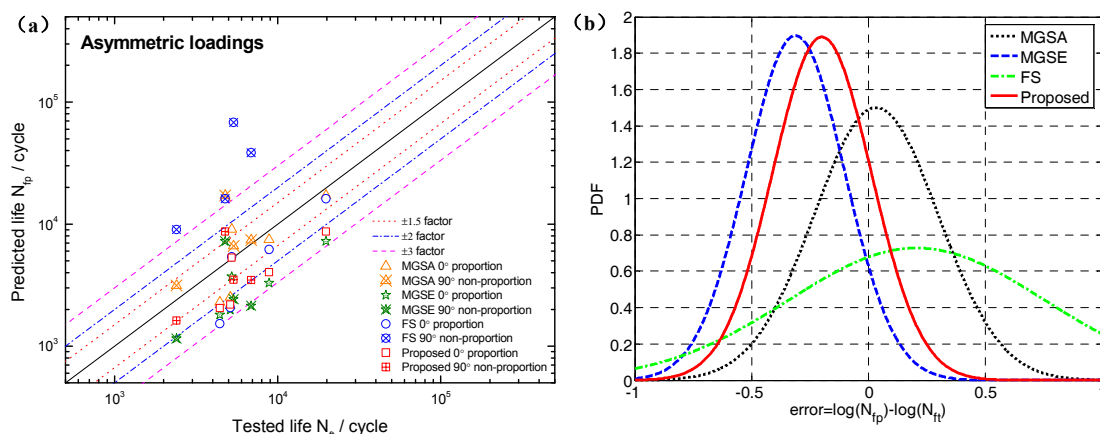 (a)
Asymmetric loadings
Predicted life N_fp / cycle
10^5
10^4
10^3
±1.5 factor
±2 factor
±3 factor
MGSA 0° proportion
MGSA 90° non-proportion
MGSE 0° proportion
MGSE 90° non-proportion
FS 0° proportion
FS 90° non-proportion
Proposed 0° proportion
Proposed 90° non-proportion
10^3 10^4 10^5
Tested life N / cycle
(b)
MGSA
MGSE
FS
Proposed
PDF
2
1.8
1.6
1.4
1.2
1
0.8
0.6
0.4
0.2
0
-1 -0.5 0 0.5
error=log(N_fp)-log(N_ft)